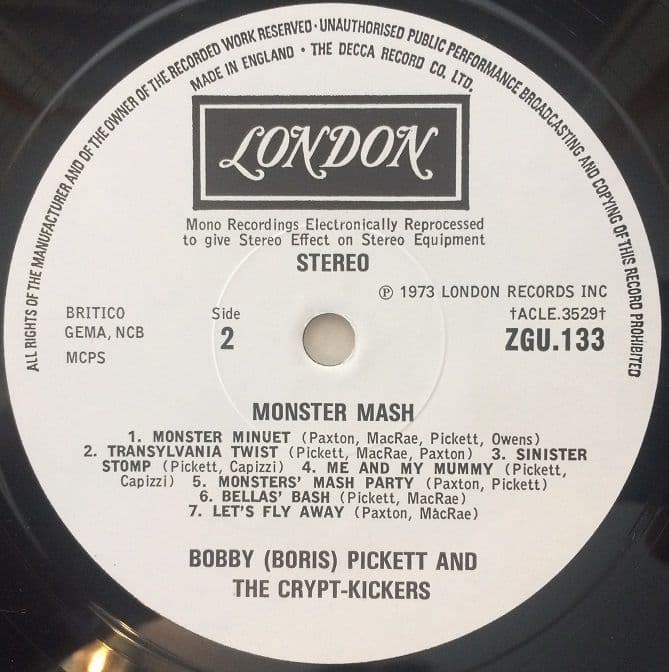 ALL RIGHTS OF THE MANUFACTURER AND OF THE OWNER OF THE RECORDED WORK RESERVED · UNAUTHORISED PUBLIC PERFORMANCE BROADCASTING AND COPYING OF THIS RECORD PROHIBITED
MADE IN ENGLAND · THE DECCA RECORD CO. LTD.
LONDON
Mono Recordings Electronically Reprocessed
to give Stereo Effect on Stereo Equipment
STEREO
℗ 1973 LONDON RECORDS INC
BRITICO
GEMA, NCB
MCPS
Side
2
†ACLE.3529†
ZGU.133
MONSTER MASH
1. MONSTER MINUET (Paxton, MacRae, Pickett, Owens)
2. TRANSYLVANIA TWIST (Pickett, MacRae, Paxton) 3. SINISTER
STOMP (Pickett, Capizzi) 4. ME AND MY MUMMY (Pickett,
Capizzi) 5. MONSTERS' MASH PARTY (Paxton, Pickett)
6. BELLAS' BASH (Pickett, MacRae)
7. LET'S FLY AWAY (Paxton, MacRae)
BOBBY (BORIS) PICKETT AND
THE CRYPT-KICKERS